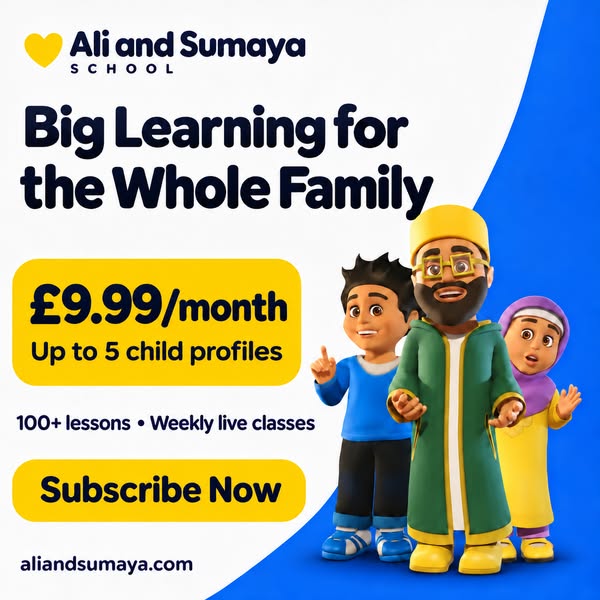 Ali and Sumaya
SCHOOL
Big Learning for
the Whole Family
£9.99/month
Up to 5 child profiles
100+ lessons • Weekly live classes
Subscribe Now
aliandsumaya.com